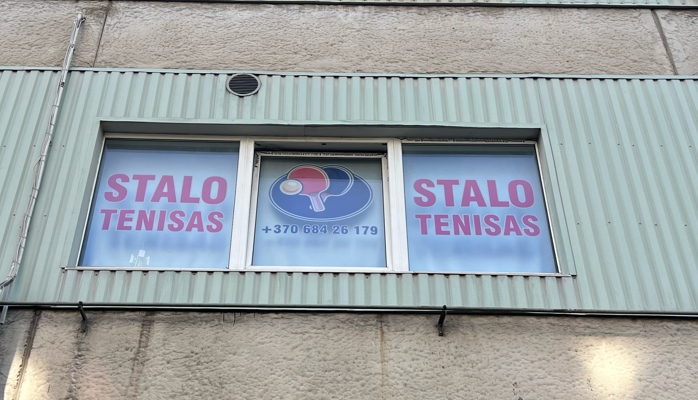 STALO
TENISAS
+370 684 26 179
STALO
TENISAS